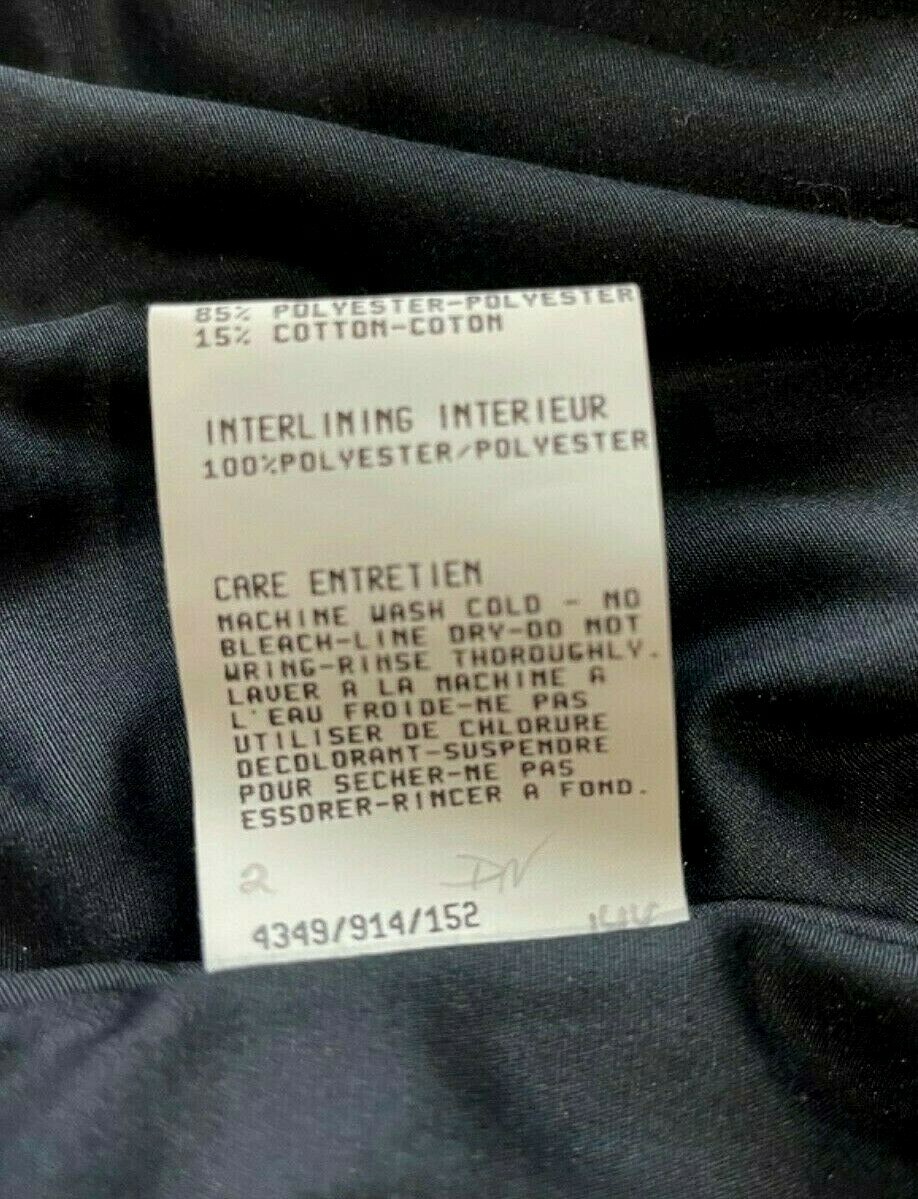 85% POLYESTER-POLYESTER
15% COTTON-COTON
INTERLINING INTERIEUR
100%POLYESTER/POLYESTER
CARE ENTRETIEN
MACHINE WASH COLD - NO
BLEACH-LINE DRY-DO NOT
WRING-RINSE THOROUGHLY.
LAVER A LA MACHINE A
L'EAU FROIDE-NE PAS
UTILISER DE CHLORURE
DECOLORANT-SUSPENDRE
POUR SECHER-NE PAS
ESSORER-RINCER A FOND.
2 DN
4349/914/152